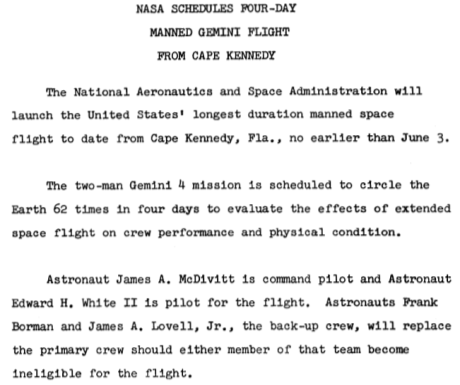 NASA SCHEDULES FOUR-DAY
MANNED GEMINI FLIGHT
FROM CAPE KENNEDY
The National Aeronautics and Space Administration will
launch the United States' longest duration manned space
flight to date from Cape Kennedy, Fla., no earlier than June 3.
The two-man Gemini 4 mission is scheduled to circle the
Earth 62 times in four days to evaluate the effects of extended
space flight on crew performance and physical condition.
Astronaut James A. McDivitt is command pilot and Astronaut
Edward H. White II is pilot for the flight. Astronauts Frank
Borman and James A. Lovell, Jr., the back-up crew, will replace
the primary crew should either member of that team become
ineligible for the flight.